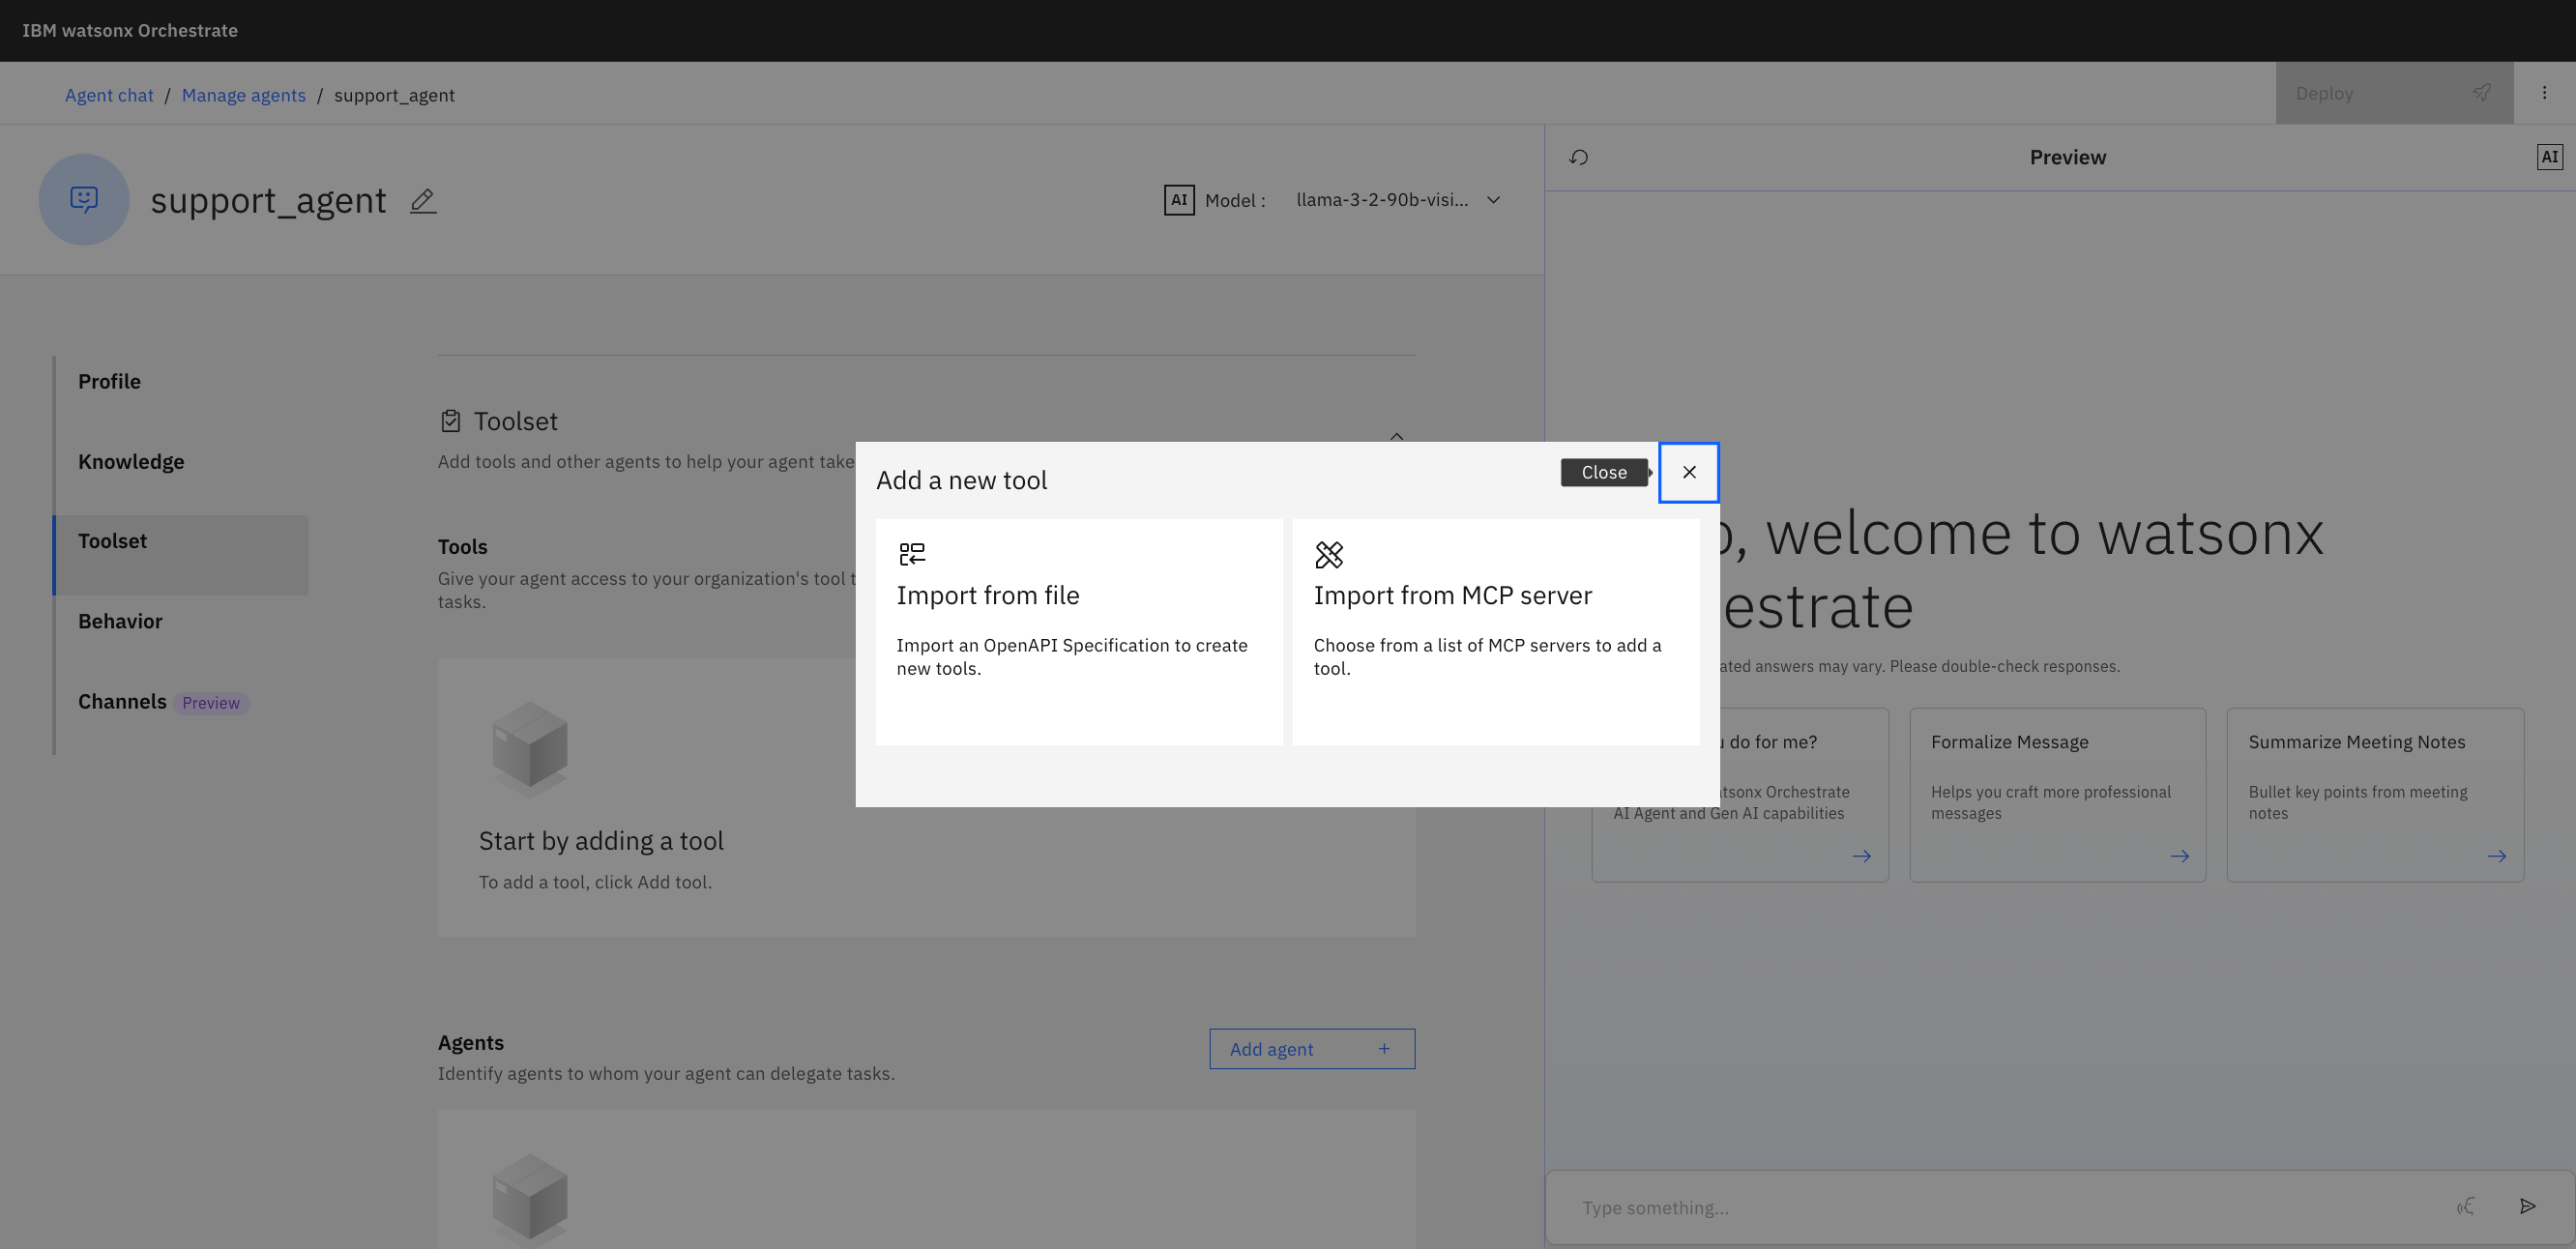 IBM watsonx Orchestrate
Agent chat / Manage agents / support_agent
Deploy
support_agent
AI Model : llama-3-2-90b-visi...
Preview
AI
Profile
Knowledge
Toolset
Behavior
Channels Preview
Toolset
Add tools and other agents to help your agent take
Tools
Give your agent access to your organization's tool
tasks.
Start by adding a tool
To add a tool, click Add tool.
Agents
Identify agents to whom your agent can delegate tasks.
Add agent +
Add a new tool
Close
Import from file
Import an OpenAPI Specification to create
new tools.
Import from MCP server
Choose from a list of MCP servers to add a
tool.
, welcome to watsonx
estrate
ated answers may vary. Please double-check responses.
do for me?
tsonx Orchestrate
AI Agent and Gen AI capabilities
Formalize Message
Helps you craft more professional
messages
Summarize Meeting Notes
Bullet key points from meeting
notes
Type something...